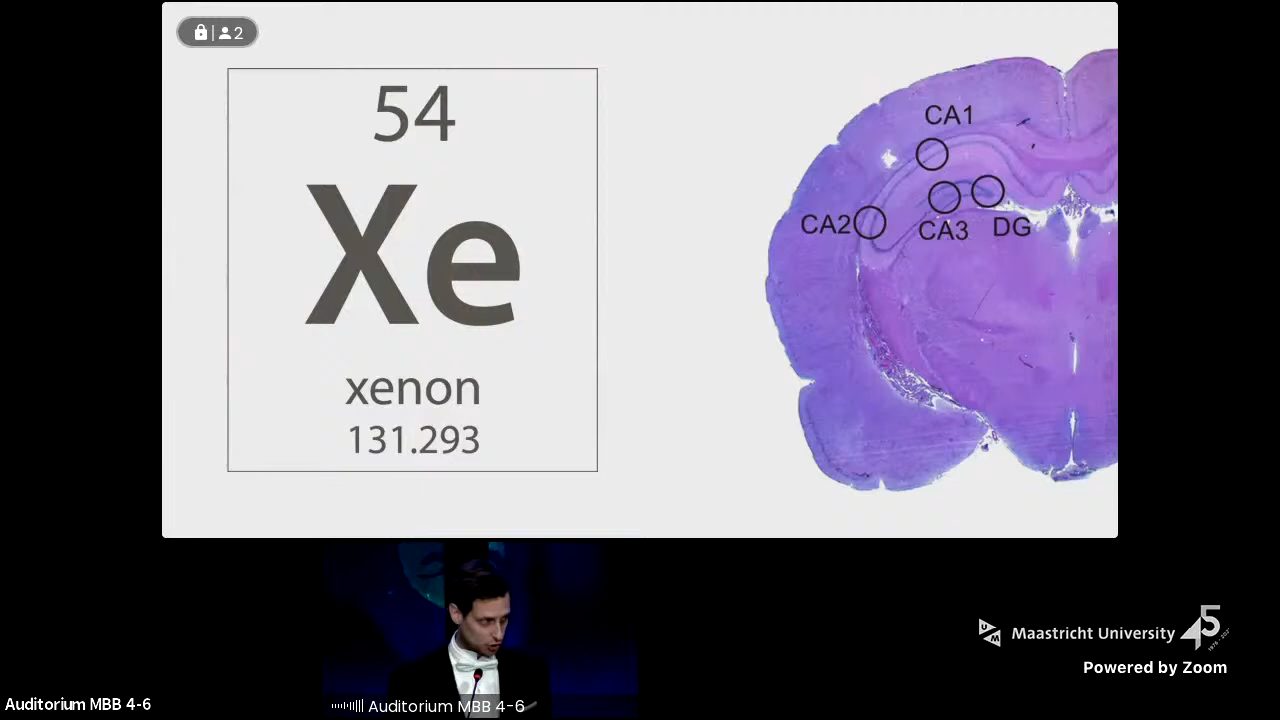 2
54
Xe
xenon
131.293
CA1
CA2
CA3
DG
Maastricht University
45
Powered by Zoom
Auditorium MBB 4-6
Auditorium MBB 4-6